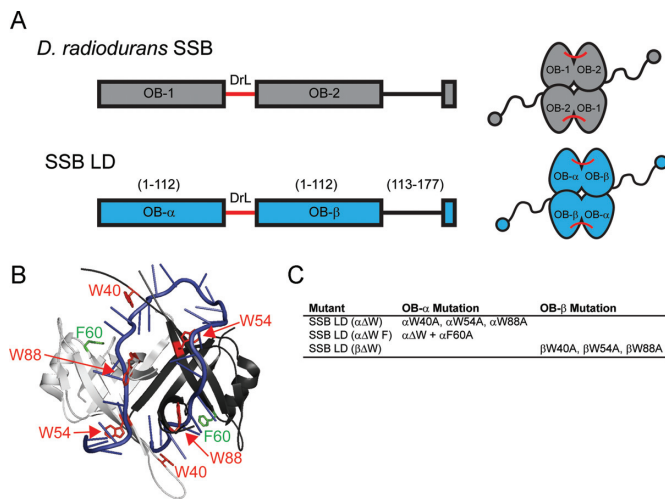 A
D. radiodurans SSB
DrL
OB-1
OB-2
OB-1
OB-2
OB-2
OB-1
SSB LD
(1-112)
DrL
(1-112)
(113-177)
OB-α
OB-β
OB-α
OB-β
OB-β
OB-α
B
W40
F60
W54
W88
W54
F60
W88
W40
C
Mutant OB-α Mutation OB-β Mutation
SSB LD (αΔW) αW40A, αW54A, αW88A
SSB LD (αΔW F) αΔW + αF60A
SSB LD (βΔW) βW40A, βW54A, βW88A